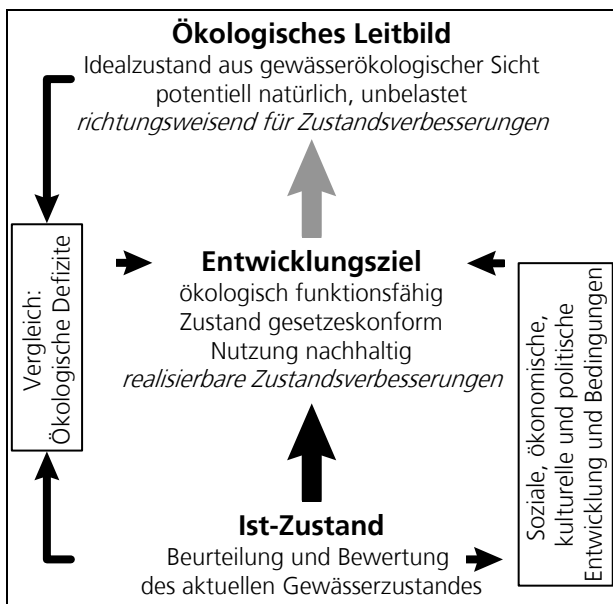 Ökologisches Leitbild
Idealzustand aus gewässerökologischer Sicht
potentiell natürlich, unbelastet
richtungsweisend für Zustandsverbesserungen
Vergleich:
Ökologische Defizite
Entwicklungsziel
ökologisch funktionsfähig
Zustand gesetzeskonform
Nutzung nachhaltig
realisierbare Zustandsverbesserungen
Soziale, ökonomische,
kulturelle und politische
Entwicklung und Bedingungen
Ist-Zustand
Beurteilung und Bewertung
des aktuellen Gewässerzustandes